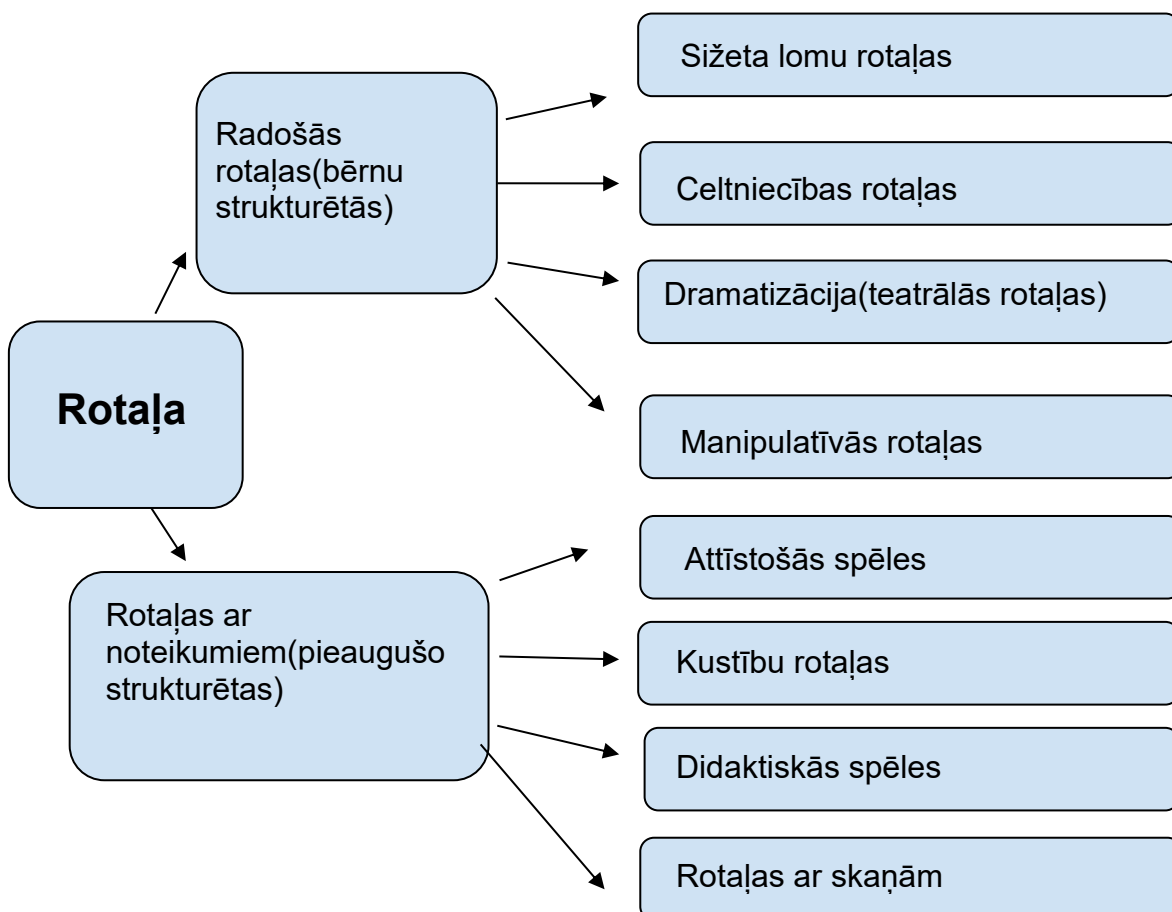 Rotaļa
Radošās
rotaļas(bērnu
strukturētās)
Sižeta lomu rotaļas
Celtniecības rotaļas
Dramatizācija(teatrālās rotaļas)
Manipulatīvās rotaļas
Rotaļas ar
noteikumiem(pieaugušo
strukturētas)
Attīstošās spēles
Kustību rotaļas
Didaktiskās spēles
Rotaļas ar skaņām